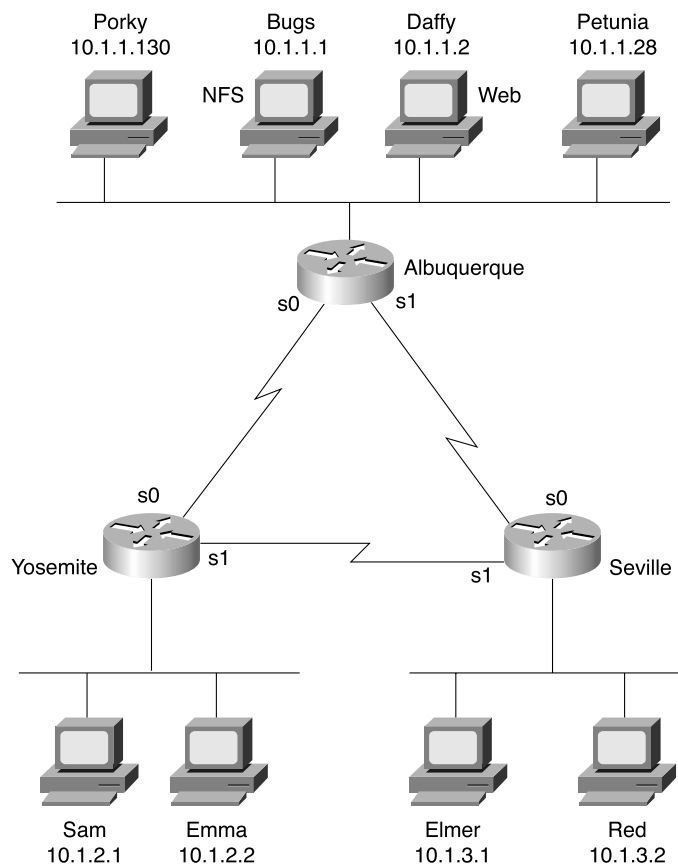 Porky
10.1.1.130
Bugs
10.1.1.1
Daffy
10.1.1.2
Petunia
10.1.1.28
NFS
Web
Albuquerque
s0
s1
s0
s0
Yosemite
s1
s1
Seville
Sam
10.1.2.1
Emma
10.1.2.2
Elmer
10.1.3.1
Red
10.1.3.2